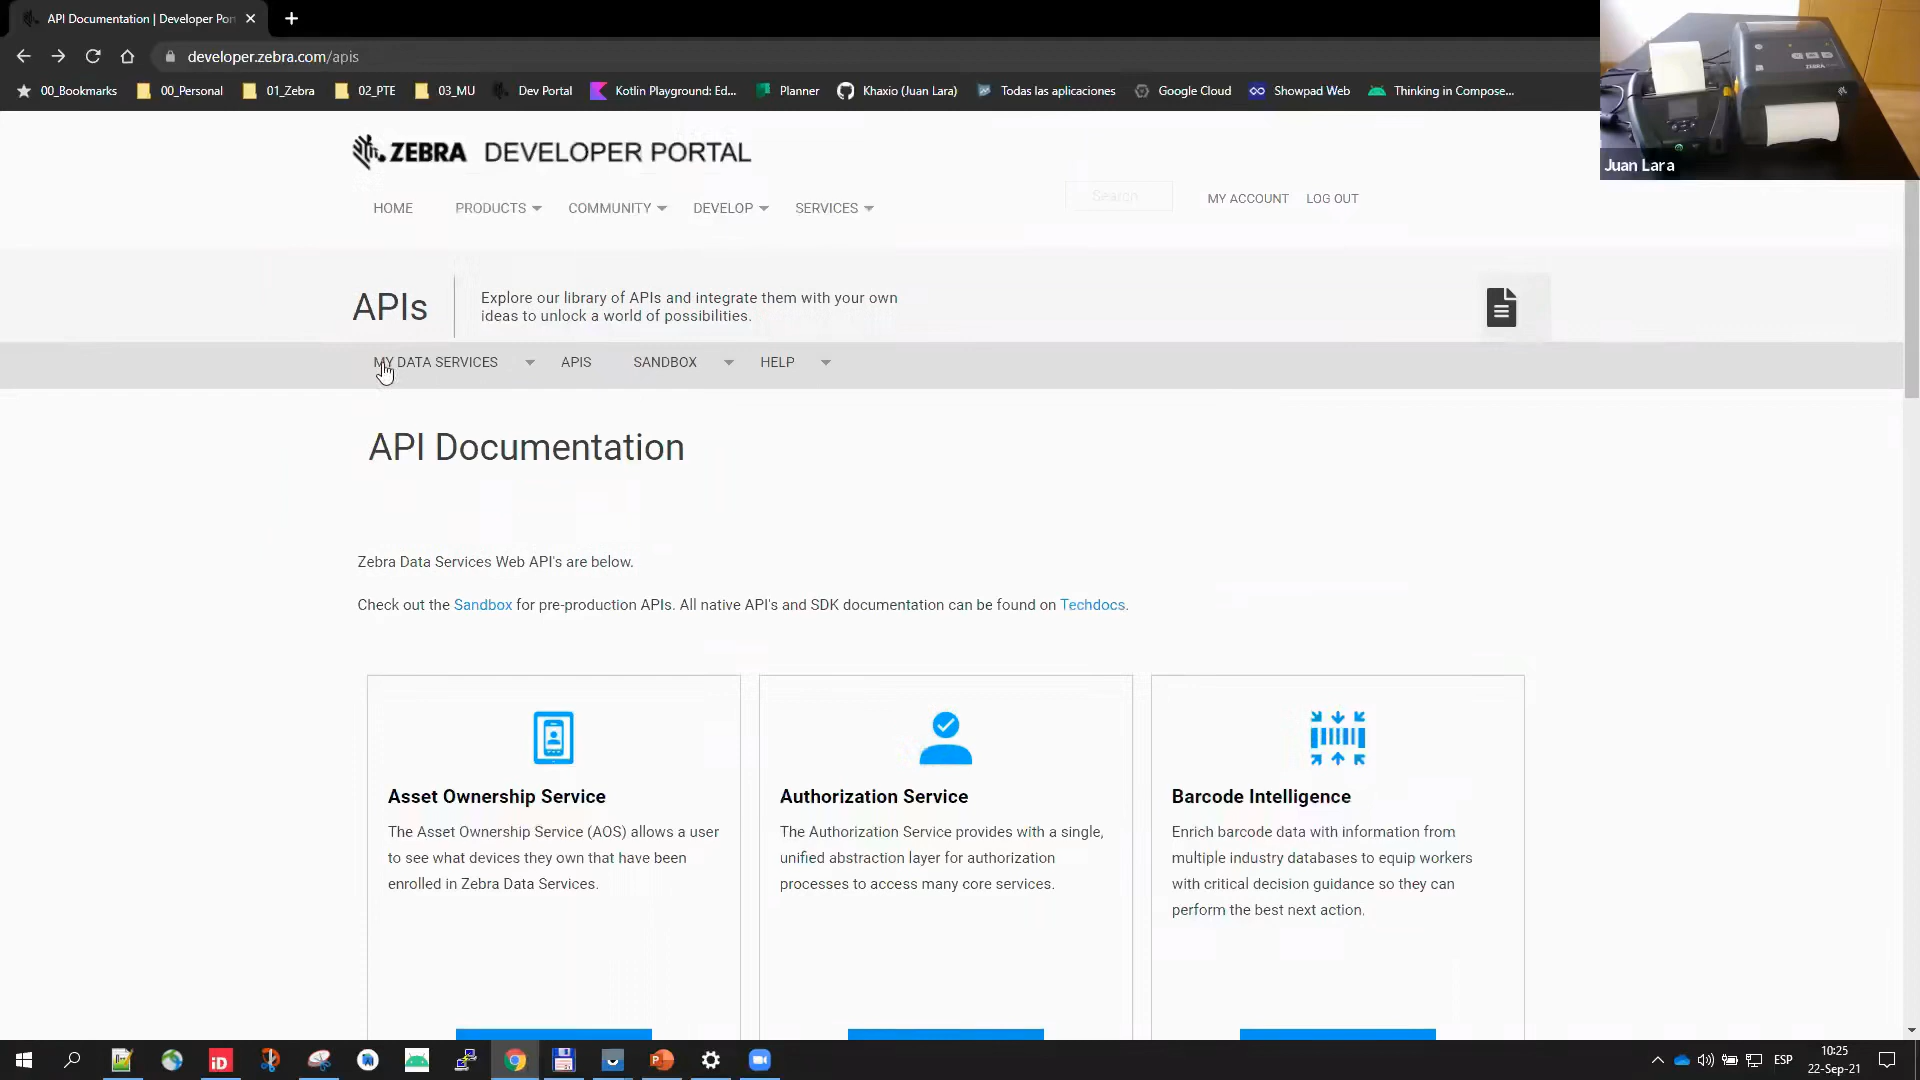 API Documentation | Developer Por
developer.zebra.com/apis
00_Bookmarks
00_Personal
01_Zebra
02_PTE
03_MU
Dev Portal
Kotlin Playground: Ed...
Planner
Khaxio (Juan Lara)
Todas las aplicaciones
Google Cloud
Showpad Web
Thinking in Compose...
Juan Lara
ZEBRA DEVELOPER PORTAL
HOME
PRODUCTS
COMMUNITY
DEVELOP
SERVICES
Search
MY ACCOUNT
LOG OUT
APIs
Explore our library of APIs and integrate them with your own
ideas to unlock a world of possibilities.
MY DATA SERVICES
APIS
SANDBOX
HELP
API Documentation
Zebra Data Services Web API's are below.
Check out the Sandbox for pre-production APIs. All native API's and SDK documentation can be found on Techdocs.
Asset Ownership Service
The Asset Ownership Service (AOS) allows a user
to see what devices they own that have been
enrolled in Zebra Data Services.
Authorization Service
The Authorization Service provides with a single,
unified abstraction layer for authorization
processes to access many core services.
Barcode Intelligence
Enrich barcode data with information from
multiple industry databases to equip workers
with critical decision guidance so they can
perform the best next action.
ESP
10:25
22-Sep-21